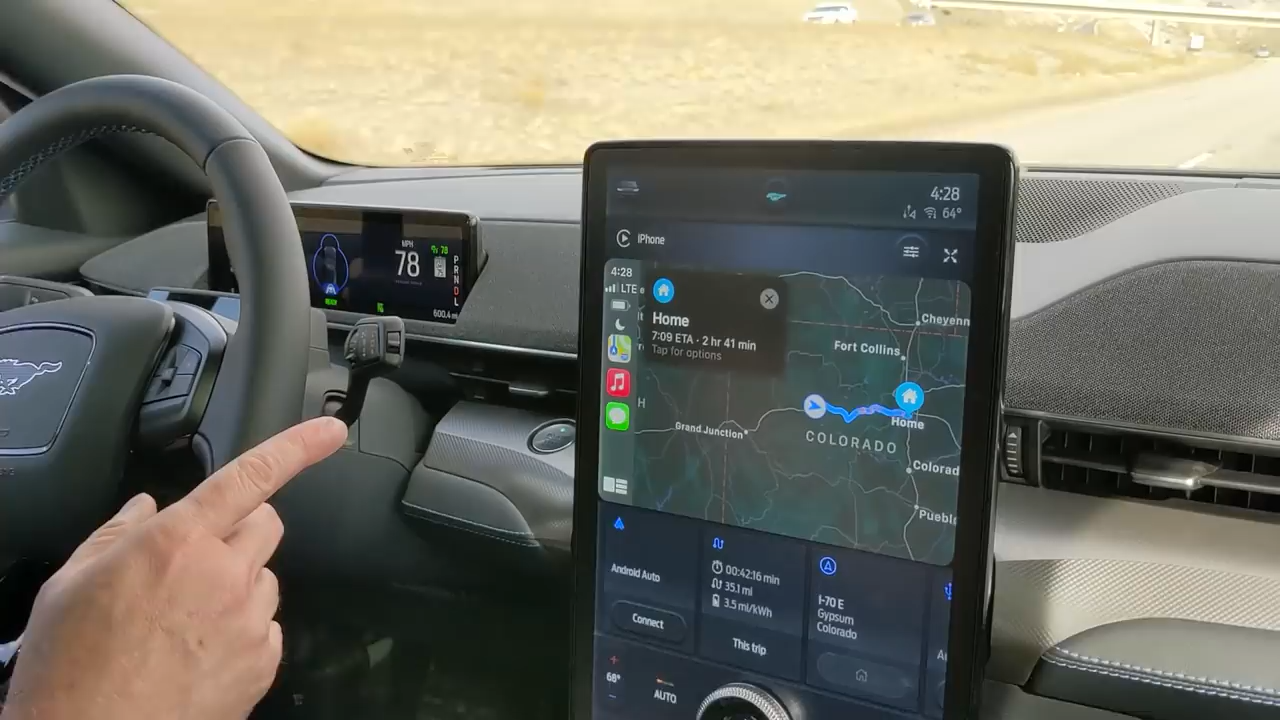 4:28
64°
iPhone
4:28
LTE
Home
7:09 ETA · 2 hr 41 min
Tap for options
Cheyenn
Fort Collins
Home
Grand Junction
COLORADO
Colorad
Puebl
MPH
78
78
P
R
N
D
L
READY
600.4 mi
Android Auto
Connect
00:42:16 min
35.1 mi
3.5 mi/kWh
This trip
I-70 E
Gypsum
Colorado
68°
AUTO